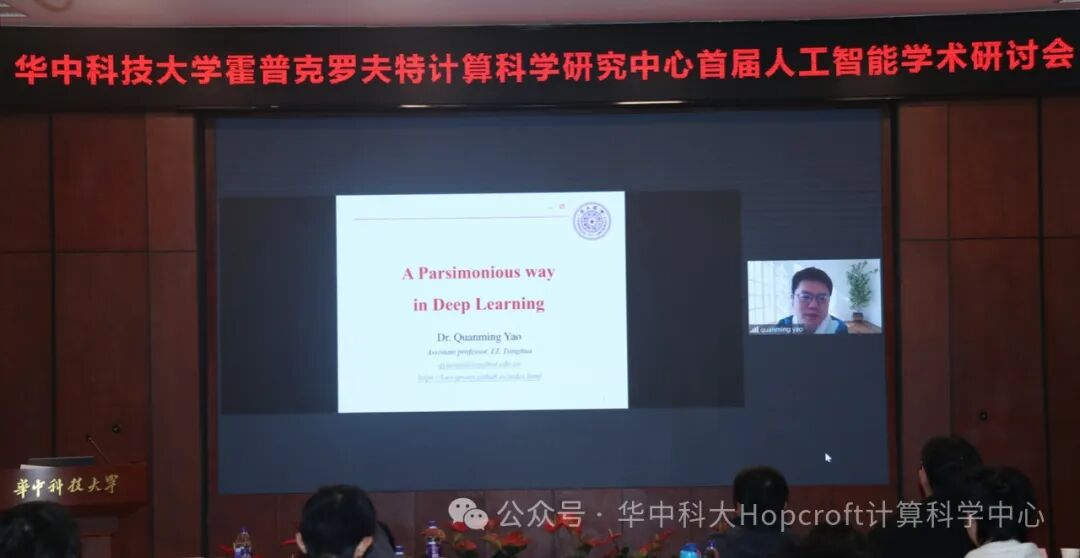 华中科技大学霍普克罗夫特计算科学研究中心首届人工智能学术研讨会
A Parsimonious way
in Deep Learning
Dr. Quanming Yao
Assistant professor, EE, Tsinghua
quanming yao
华中科技大学
公众号 · 华中科大Hopcroft计算科学中心